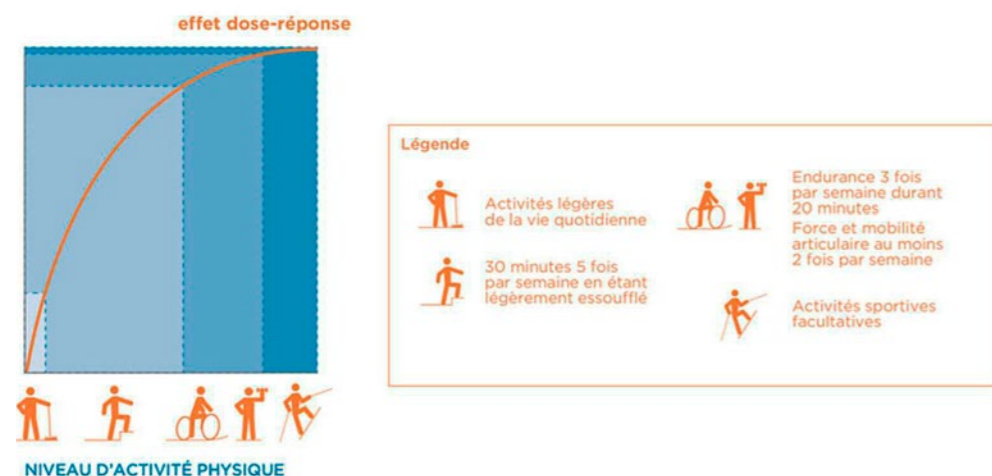 effet dose-réponse
Légende
Activités légères
de la vie quotidienne
30 minutes 5 fois
par semaine en étant
légèrement essoufflé
Endurance 3 fois
par semaine durant
20 minutes
Force et mobilité
articulaire au moins
2 fois par semaine
Activités sportives
facultatives
NIVEAU D'ACTIVITÉ PHYSIQUE